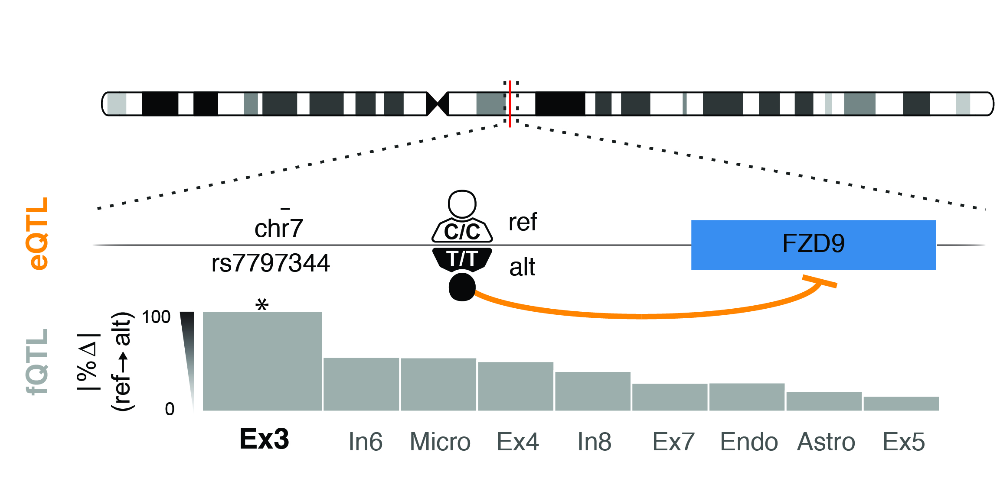 eQTL
chr7
rs7797344
C/C
ref
T/T
alt
FZD9
fQTL
|%Δ|
(ref→alt)
100
0
*
Ex3 In6 Micro Ex4 In8 Ex7 Endo Astro Ex5